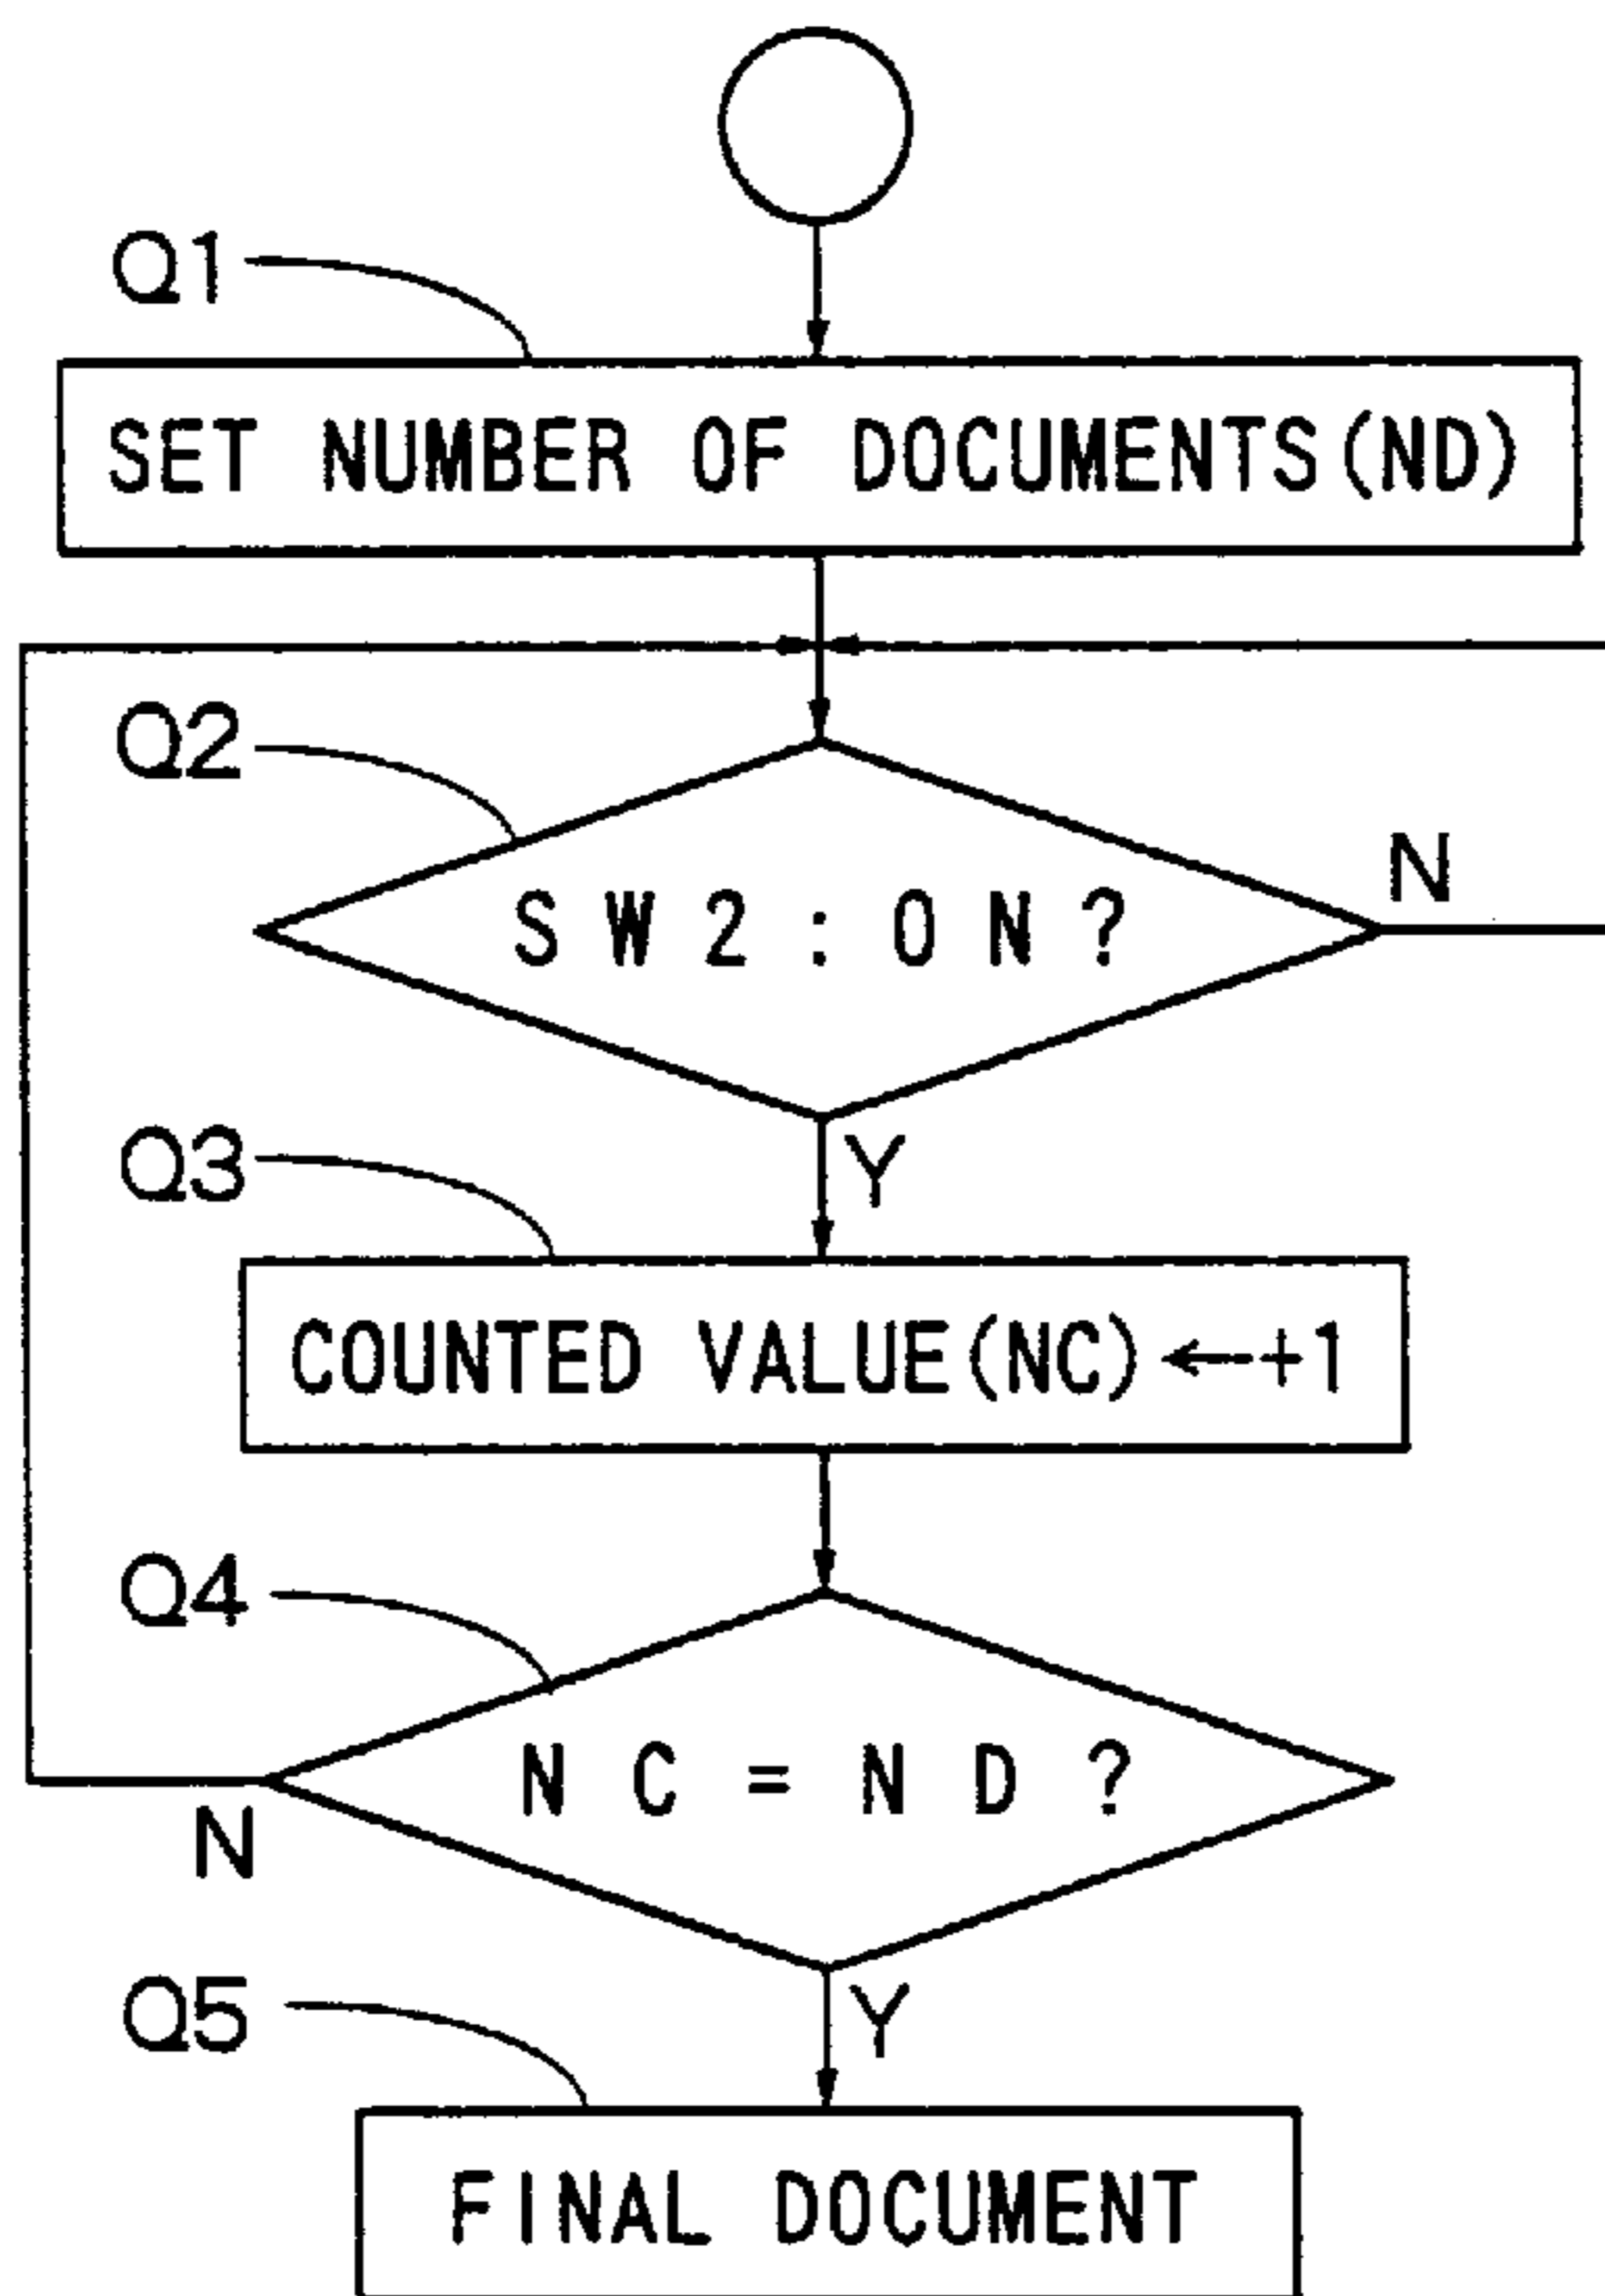 Q1
SET NUMBER OF DOCUMENTS(ND)
Q2
SW2:ON?
N
Y
Q3
COUNTED VALUE(NC)←+1
Q4
NC=ND?
N
Y
Q5
FINAL DOCUMENT